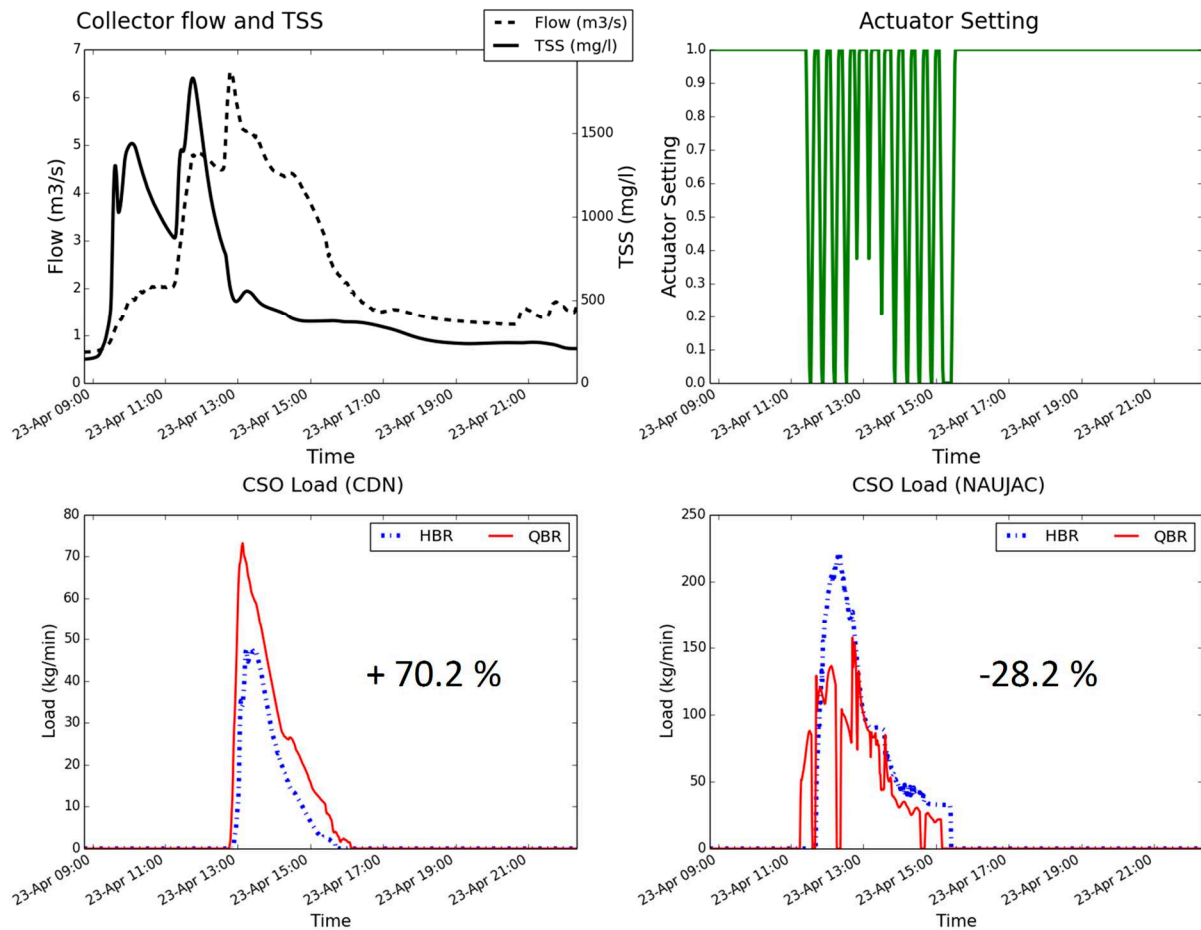 Collector flow and TSS
Flow (m3/s)
TSS (mg/l)
7
6
5
4
3
2
1
0
Flow (m3/s)
1500
1000
500
0
TSS (mg/l)
23-Apr 09:00
23-Apr 11:00
23-Apr 13:00
23-Apr 15:00
23-Apr 17:00
23-Apr 19:00
23-Apr 21:00
Time
Actuator Setting
1.0
0.9
0.8
0.7
0.6
0.5
0.4
0.3
0.2
0.1
0.0
Actuator Setting
23-Apr 09:00
23-Apr 11:00
23-Apr 13:00
23-Apr 15:00
23-Apr 17:00
23-Apr 19:00
23-Apr 21:00
Time
CSO Load (CDN)
HBR QBR
80
70
60
50
40
30
20
10
0
Load (kg/min)
+ 70.2 %
23-Apr 09:00
23-Apr 11:00
23-Apr 13:00
23-Apr 15:00
23-Apr 17:00
23-Apr 19:00
23-Apr 21:00
Time
CSO Load (NAUJAC)
HBR QBR
250
200
150
100
50
0
Load (kg/min)
-28.2 %
23-Apr 09:00
23-Apr 11:00
23-Apr 13:00
23-Apr 15:00
23-Apr 17:00
23-Apr 19:00
23-Apr 21:00
Time